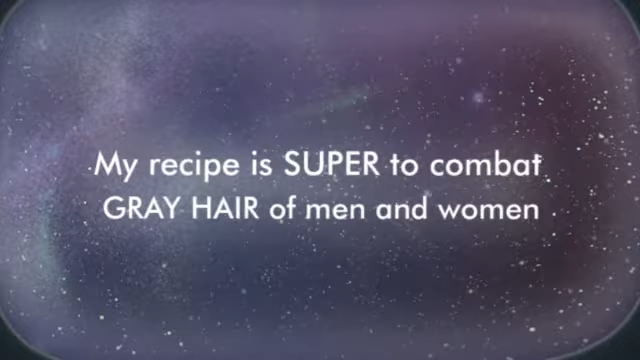 My recipe is SUPER to combat
GRAY HAIR of men and women